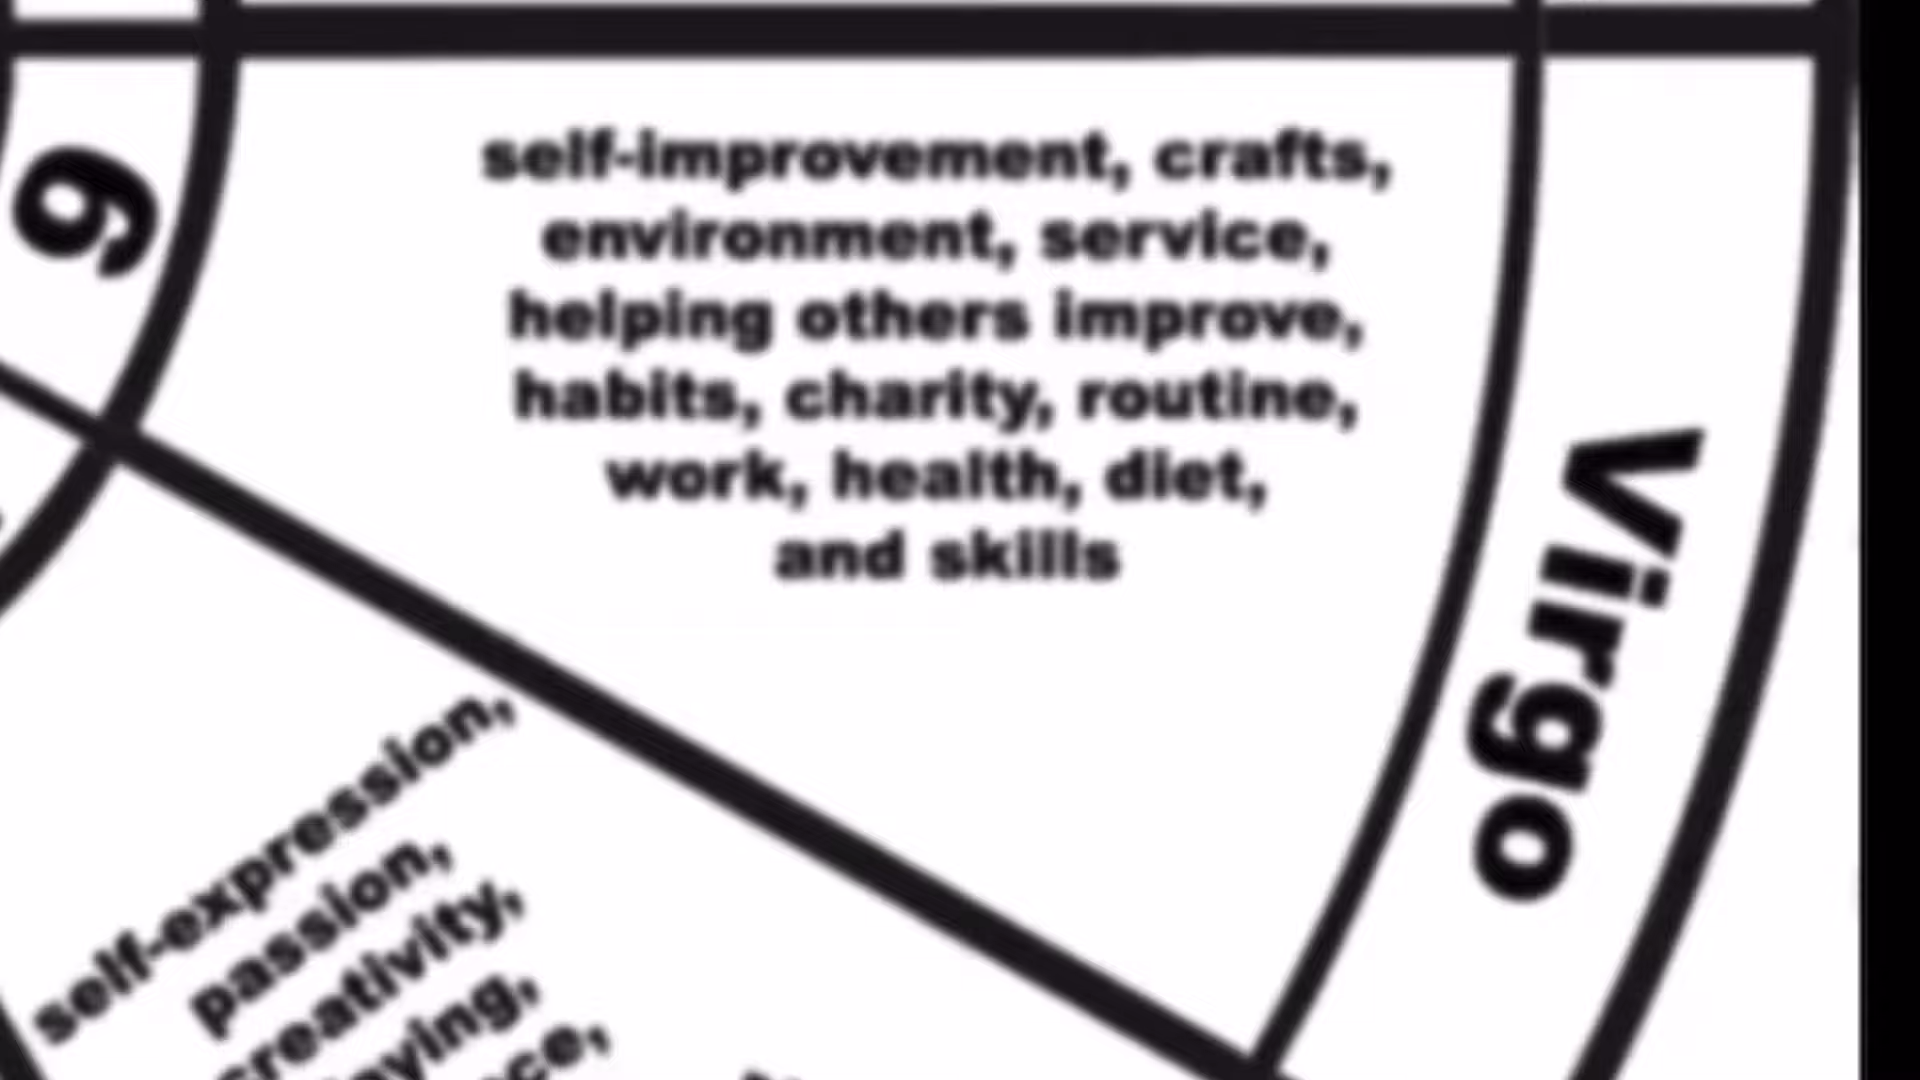 6
self-improvement, crafts,
environment, service,
helping others improve,
habits, charity, routine,
work, health, diet,
and skills
Virgo
self-expression,
passion,
creativity,